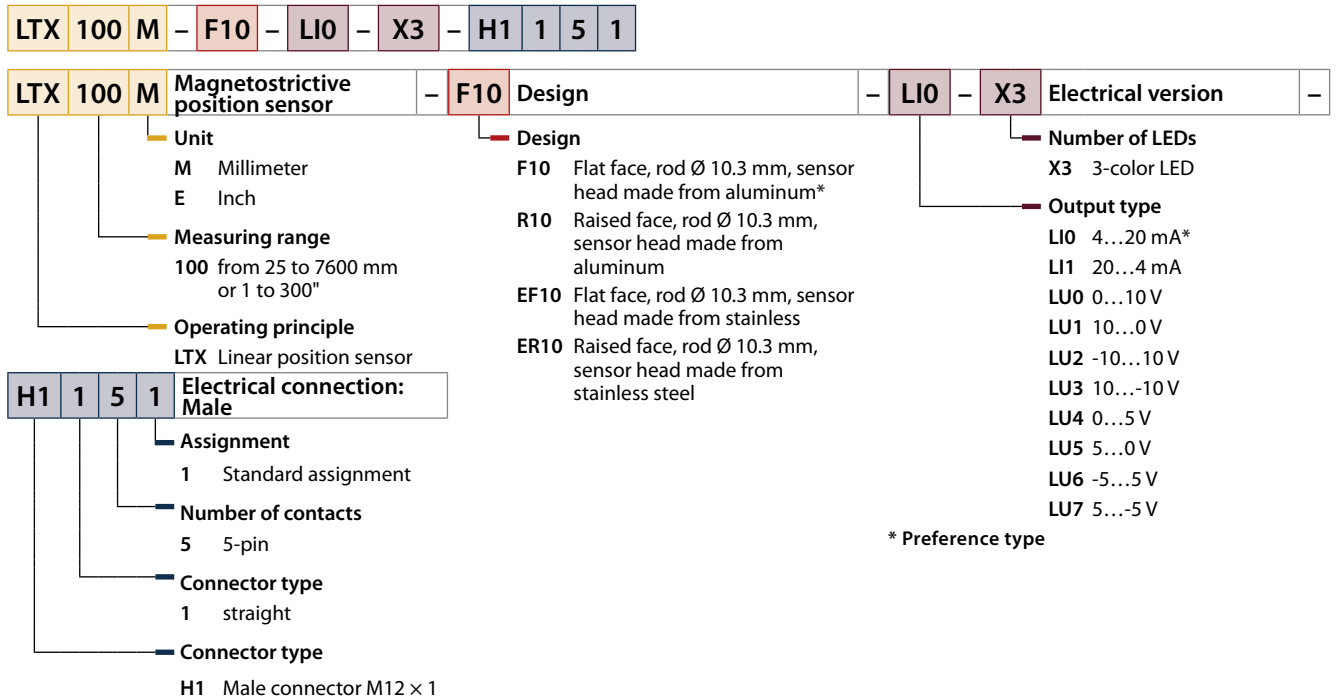 LTX 100 M – F10 – LI0 – X3 – H1 1 5 1
LTX 100 M Magnetostrictive position sensor – F10 Design – LI0 – X3 Electrical version –
Unit
M Millimeter
E Inch
Measuring range
100 from 25 to 7600 mm
or 1 to 300"
Operating principle
LTX Linear position sensor
Design
F10 Flat face, rod Ø 10.3 mm, sensor
head made from aluminum*
R10 Raised face, rod Ø 10.3 mm,
sensor head made from
aluminum
EF10 Flat face, rod Ø 10.3 mm, sensor
head made from stainless
ER10 Raised face, rod Ø 10.3 mm,
sensor head made from
stainless steel
Number of LEDs
X3 3-color LED
Output type
LI0 4…20 mA*
LI1 20…4 mA
LU0 0…10 V
LU1 10…0 V
LU2 -10…10 V
LU3 10…-10 V
LU4 0…5 V
LU5 5…0 V
LU6 -5…5 V
LU7 5…-5 V
* Preference type
H1 1 5 1 Electrical connection:
Male
Assignment
1 Standard assignment
Number of contacts
5 5-pin
Connector type
1 straight
Connector type
H1 Male connector M12 × 1